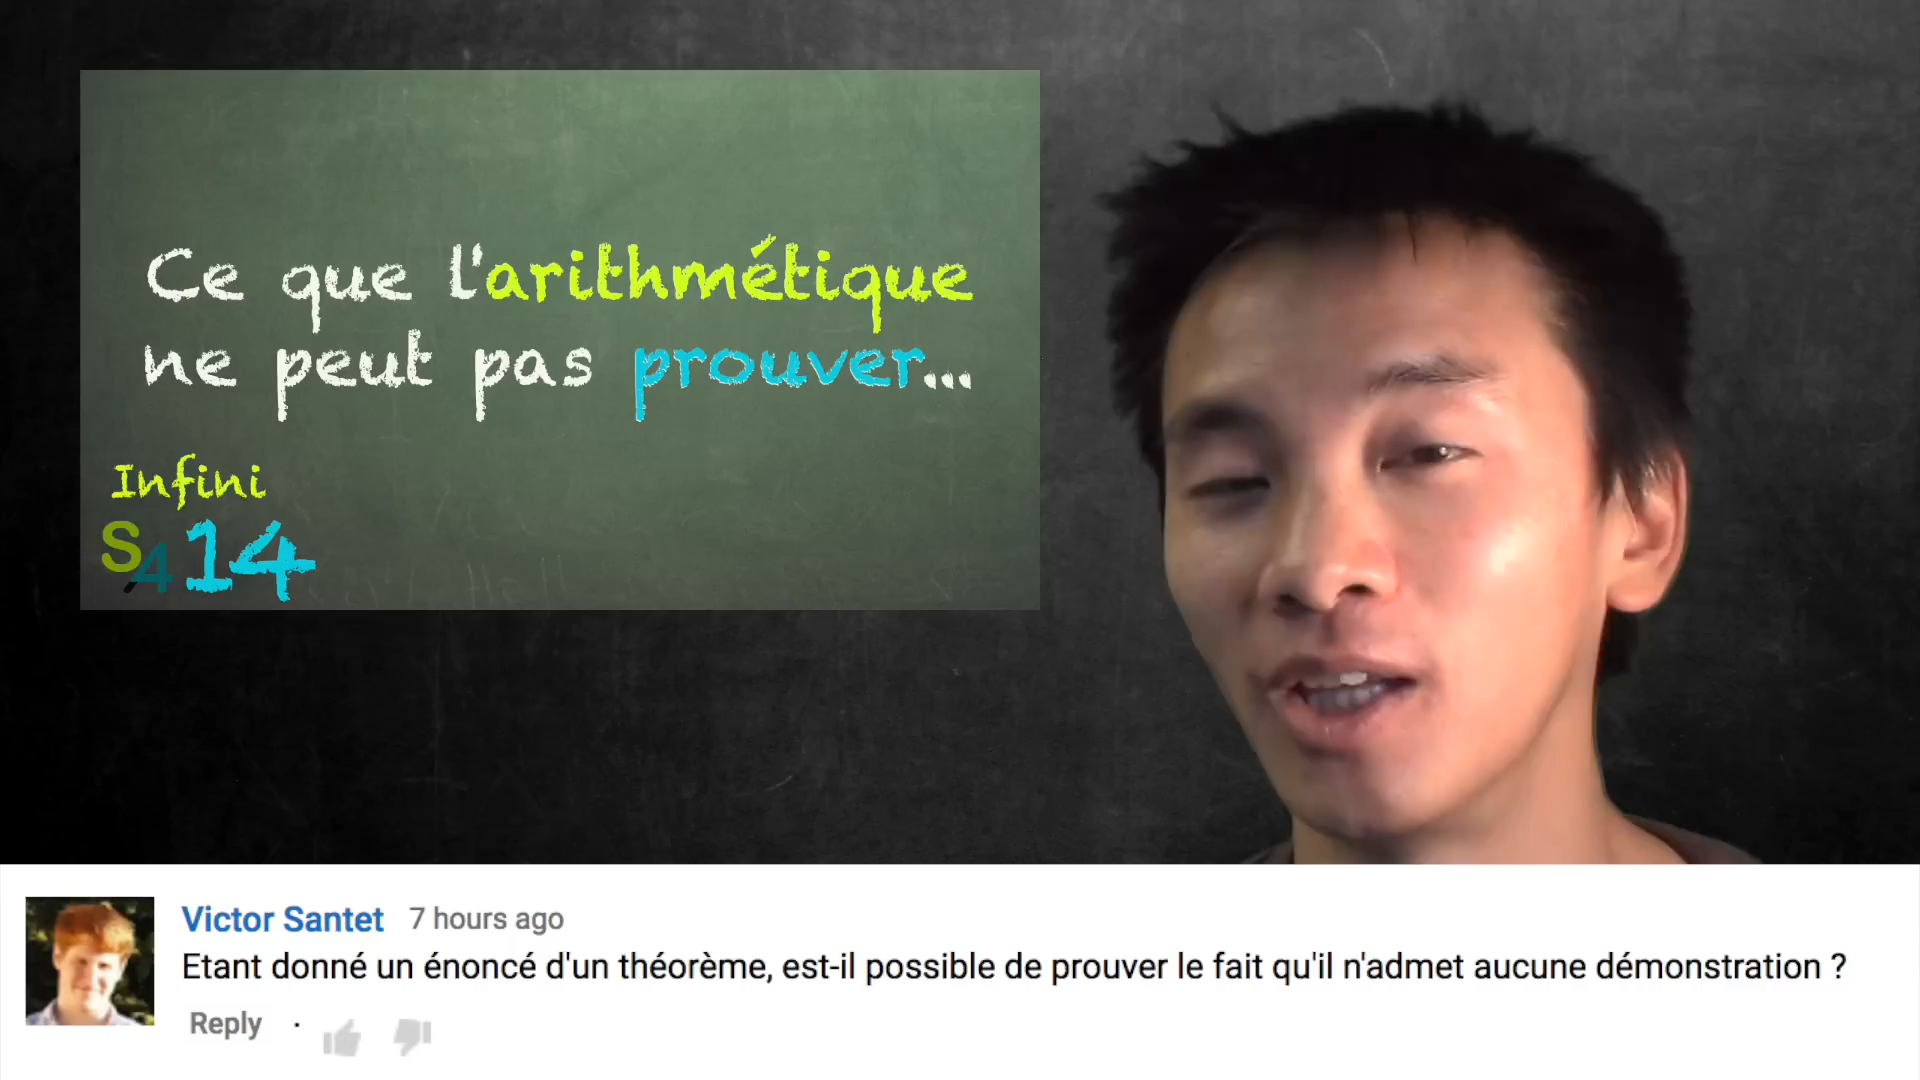 Ce que l'arithmétique
ne peut pas prouver...
Infini
S4 14
Victor Santet 7 hours ago
Etant donné un énoncé d'un théorème, est-il possible de prouver le fait qu'il n'admet aucune démonstration ?
Reply ·